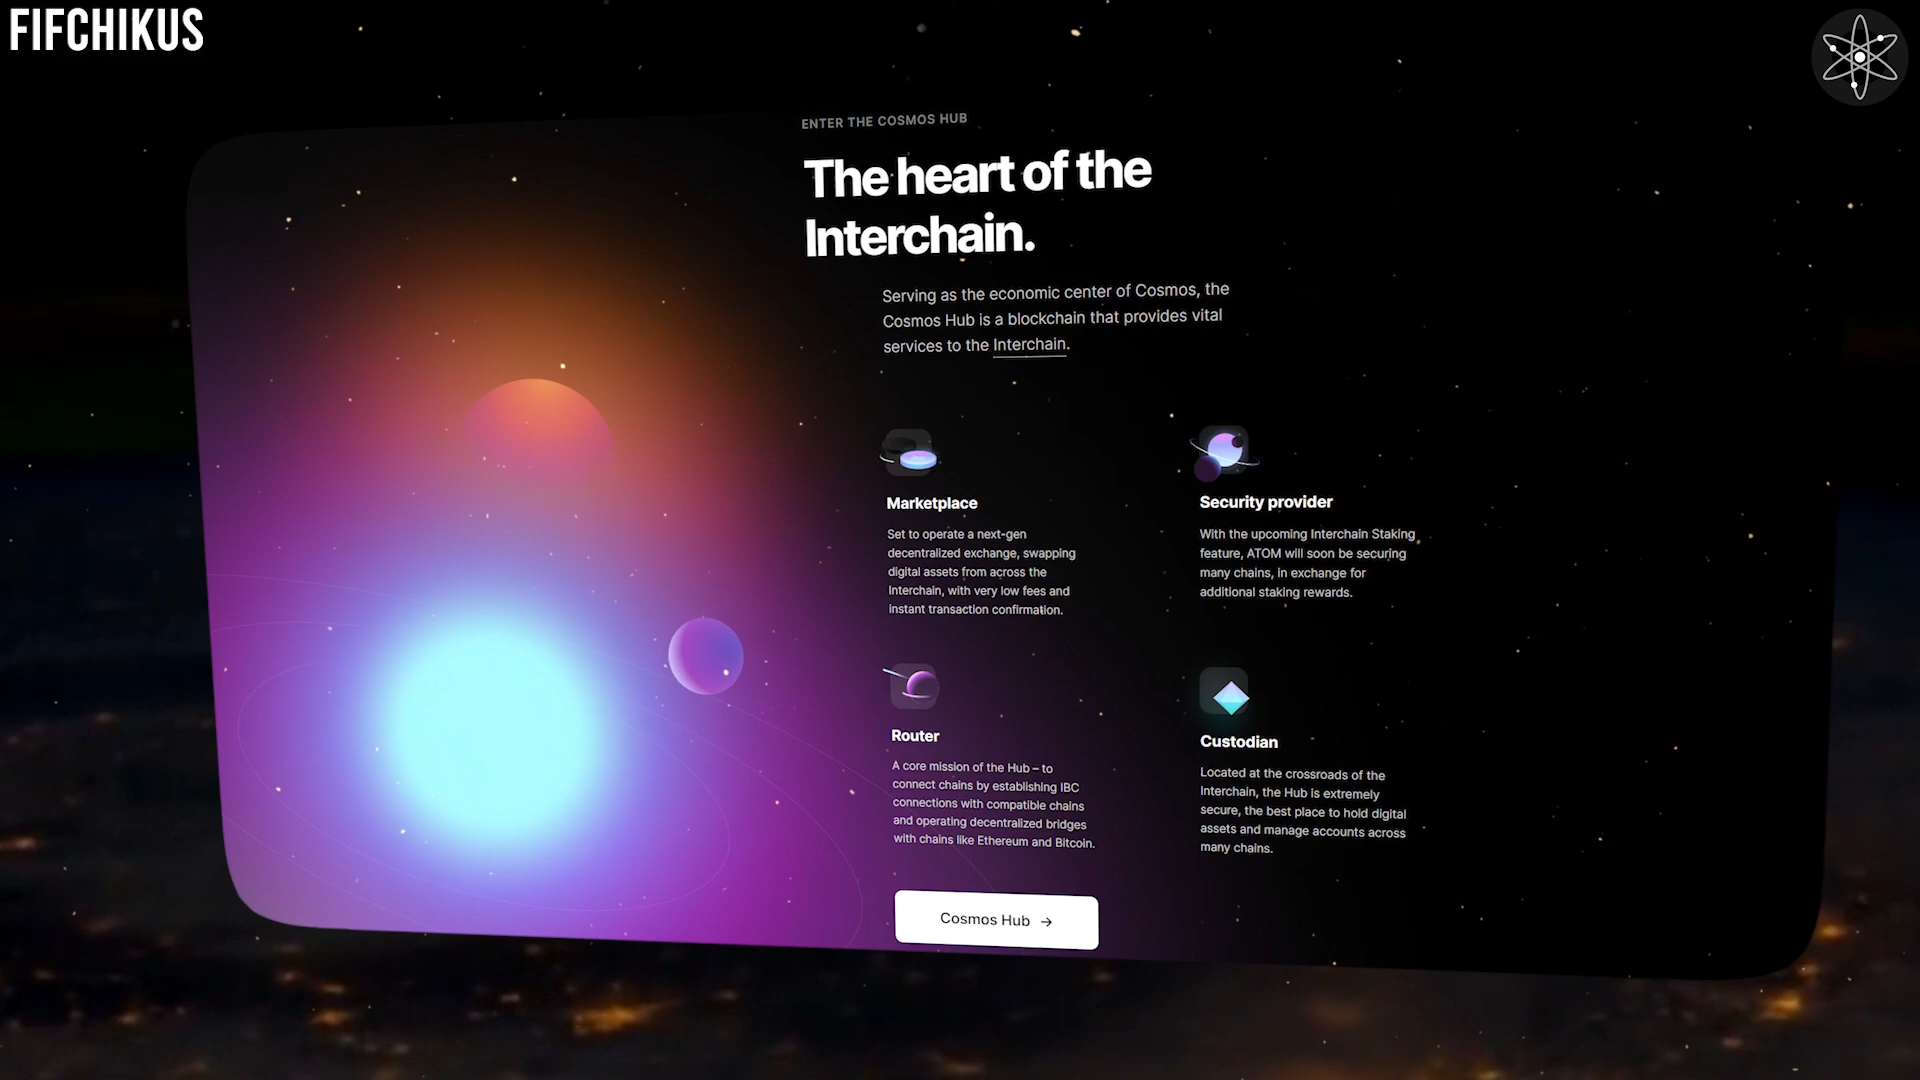 FIFCHIKUS
ENTER THE COSMOS HUB
The heart of the
Interchain.
Serving as the economic center of Cosmos, the
Cosmos Hub is a blockchain that provides vital
services to the Interchain.
Marketplace
Set to operate a next-gen
decentralized exchange, swapping
digital assets from across the
Interchain, with very low fees and
instant transaction confirmation.
Security provider
With the upcoming Interchain Staking
feature, ATOM will soon be securing
many chains, in exchange for
additional staking rewards.
Router
A core mission of the Hub – to
connect chains by establishing IBC
connections with compatible chains
and operating decentralized bridges
with chains like Ethereum and Bitcoin.
Custodian
Located at the crossroads of the
Interchain, the Hub is extremely
secure, the best place to hold digital
assets and manage accounts across
many chains.
Cosmos Hub →